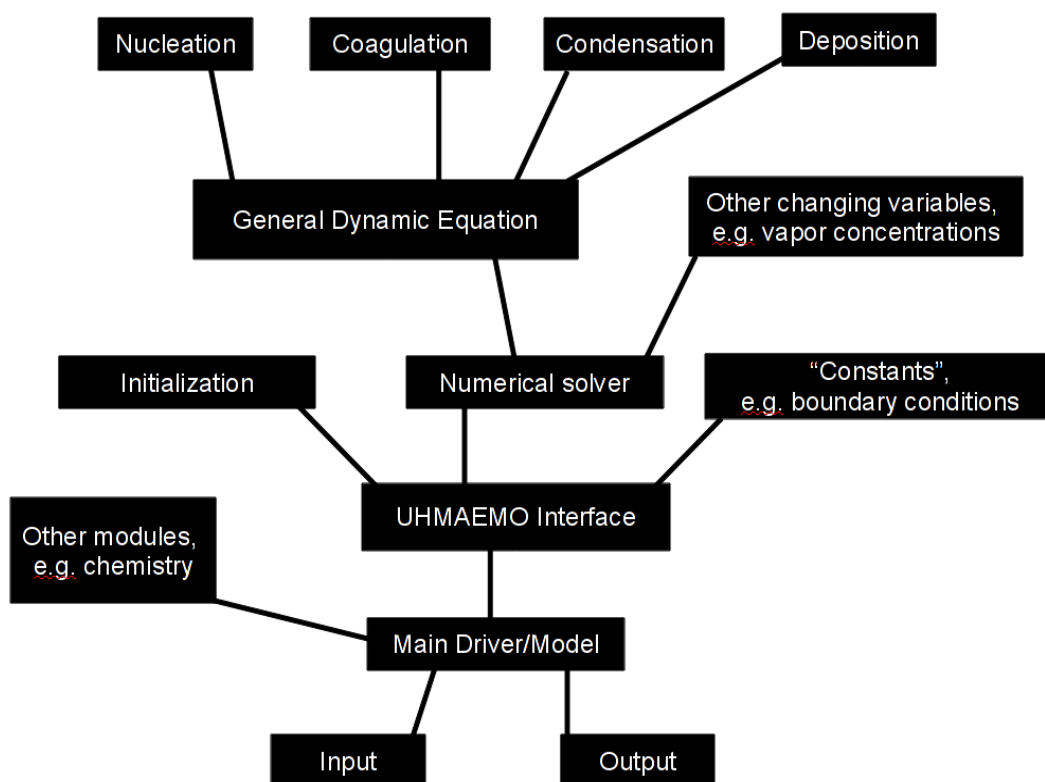 Nucleation
Coagulation
Condensation
Deposition
General Dynamic Equation
Other changing variables,
e.g. vapor concentrations
Initialization
Numerical solver
“Constants”,
e.g. boundary conditions
UHMAEMO Interface
Other modules,
e.g. chemistry
Main Driver/Model
Input
Output